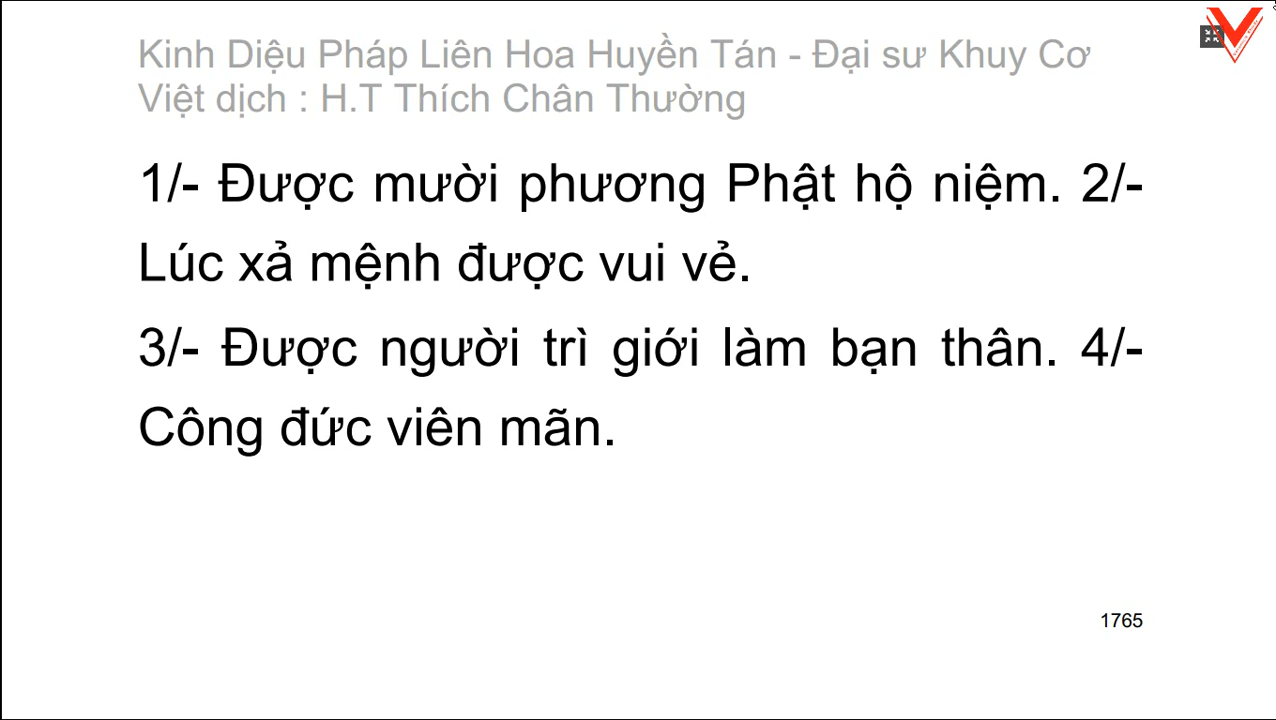 Kinh Diệu Pháp Liên Hoa Huyền Tán - Đại sư Khuy Cơ
Việt dịch : H.T Thích Chân Thường
1/- Được mười phương Phật hộ niệm. 2/-
Lúc xả mệnh được vui vẻ.
3/- Được người trì giới làm bạn thân. 4/-
Công đức viên mãn.
1765